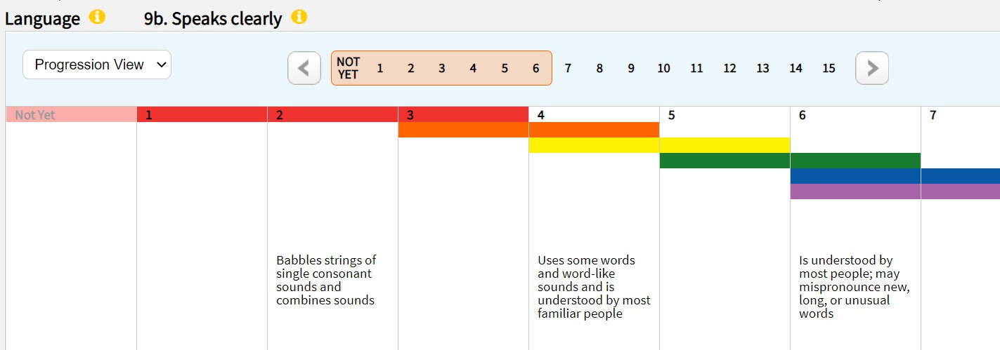 Language 9b. Speaks clearly
Progression View
NOT YET 1 2 3 4 5 6 7 8 9 10 11 12 13 14 15
Not Yet 1 2 3 4 5 6 7
Babbles strings of
single consonant
sounds and
combines sounds
Uses some words
and word-like
sounds and is
understood by most
familiar people
Is understood by
most people; may
mispronounce new,
long, or unusual
words